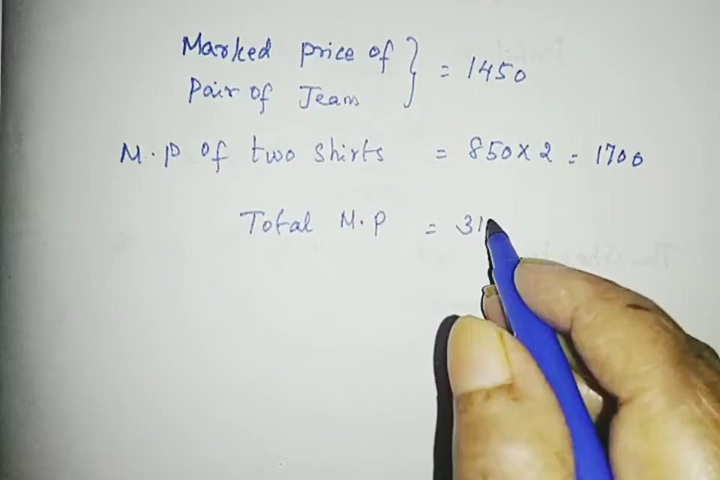 Marked price of
Pair of Jeans } = 1450
M.P of two shirts = 850 x 2 = 1700
Total M.P = 31